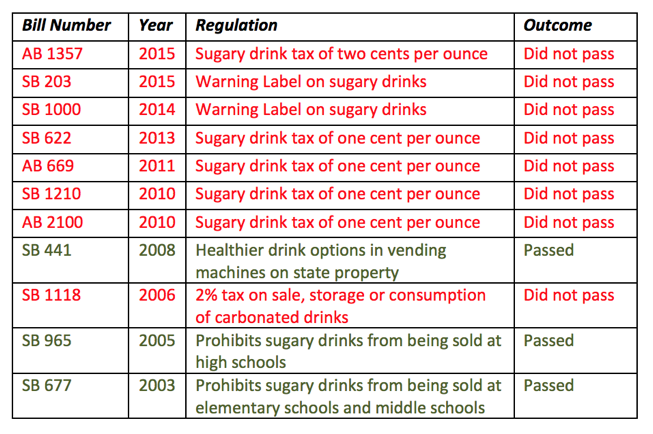 Bill Number Year Regulation Outcome
AB 1357 2015 Sugary drink tax of two cents per ounce Did not pass
SB 203 2015 Warning Label on sugary drinks Did not pass
SB 1000 2014 Warning Label on sugary drinks Did not pass
SB 622 2013 Sugary drink tax of one cent per ounce Did not pass
AB 669 2011 Sugary drink tax of one cent per ounce Did not pass
SB 1210 2010 Sugary drink tax of one cent per ounce Did not pass
AB 2100 2010 Sugary drink tax of one cent per ounce Did not pass
SB 441 2008 Healthier drink options in vending Passed
machines on state property
SB 1118 2006 2% tax on sale, storage or consumption Did not pass
of carbonated drinks
SB 965 2005 Prohibits sugary drinks from being sold at Passed
high schools
SB 677 2003 Prohibits sugary drinks from being sold at Passed
elementary schools and middle schools